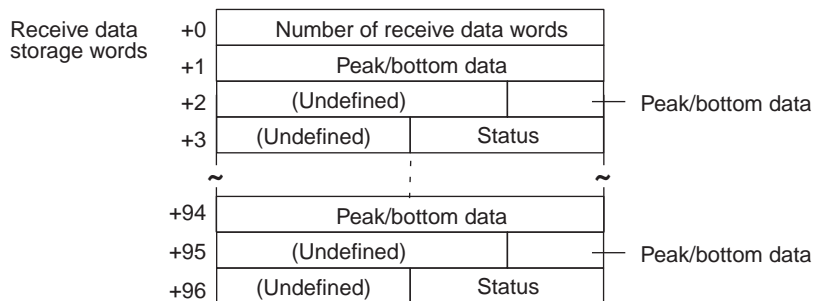 Receive data
storage words
+0 Number of receive data words
+1 Peak/bottom data
+2 (Undefined) Peak/bottom data
+3 (Undefined) Status
~ ~
+94 Peak/bottom data
+95 (Undefined) Peak/bottom data
+96 (Undefined) Status